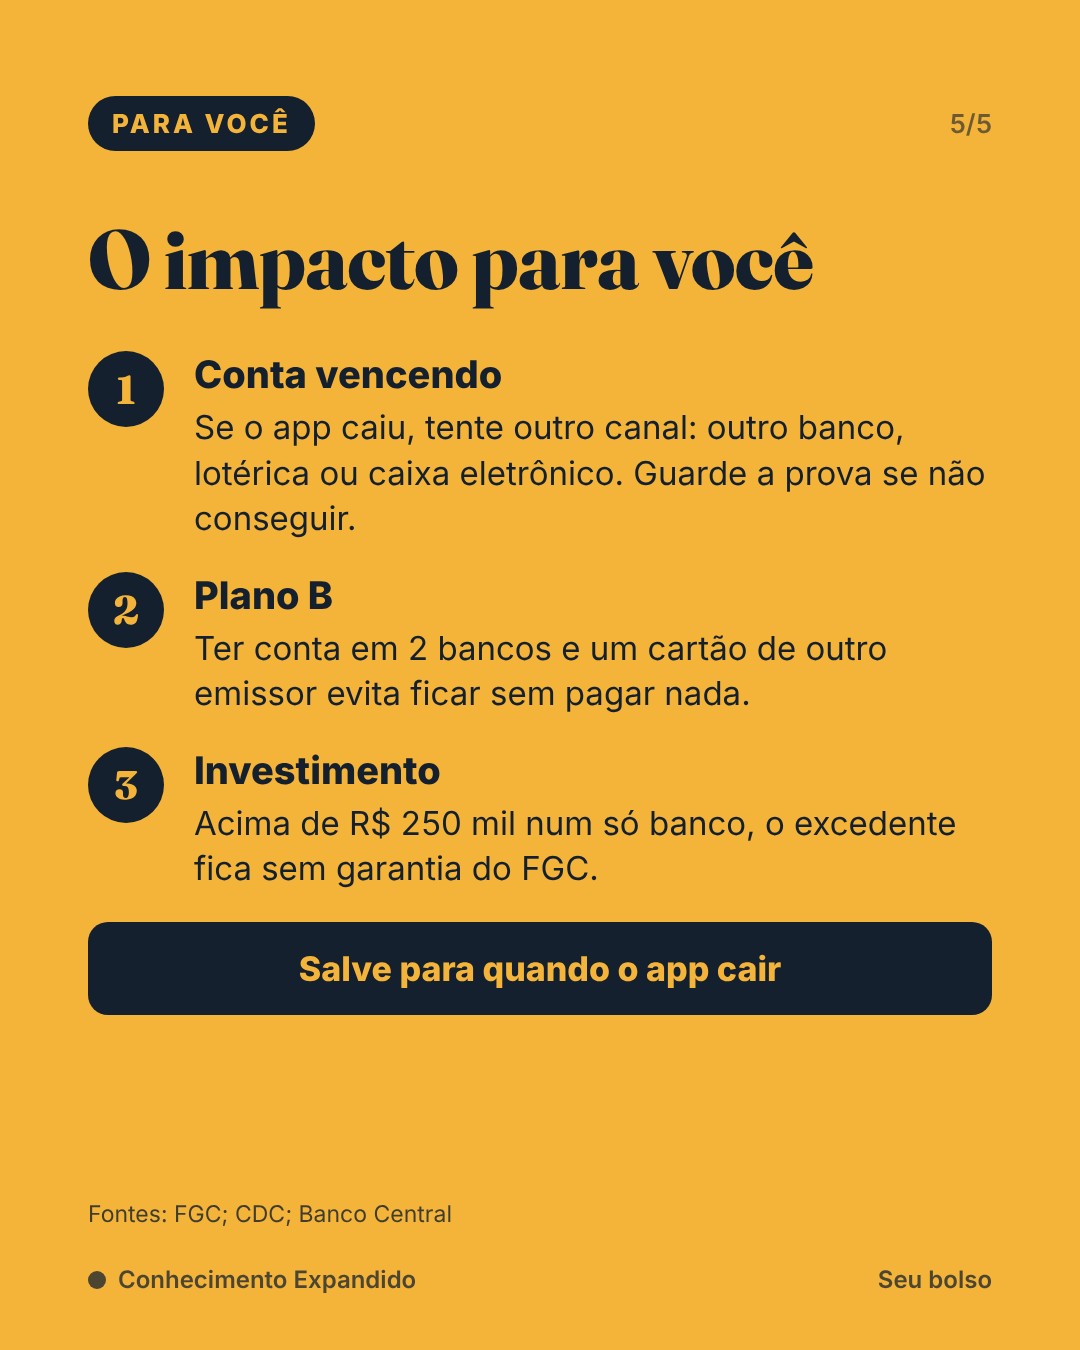 PARA VOCÊ
5/5
O impacto para você
1
Conta vencendo
Se o app caiu, tente outro canal: outro banco,
lotérica ou caixa eletrônico. Guarde a prova se não
conseguir.
2
Plano B
Ter conta em 2 bancos e um cartão de outro
emissor evita ficar sem pagar nada.
3
Investimento
Acima de R$ 250 mil num só banco, o excedente
fica sem garantia do FGC.
Salve para quando o app cair
Fontes: FGC; CDC; Banco Central
Conhecimento Expandido
Seu bolso